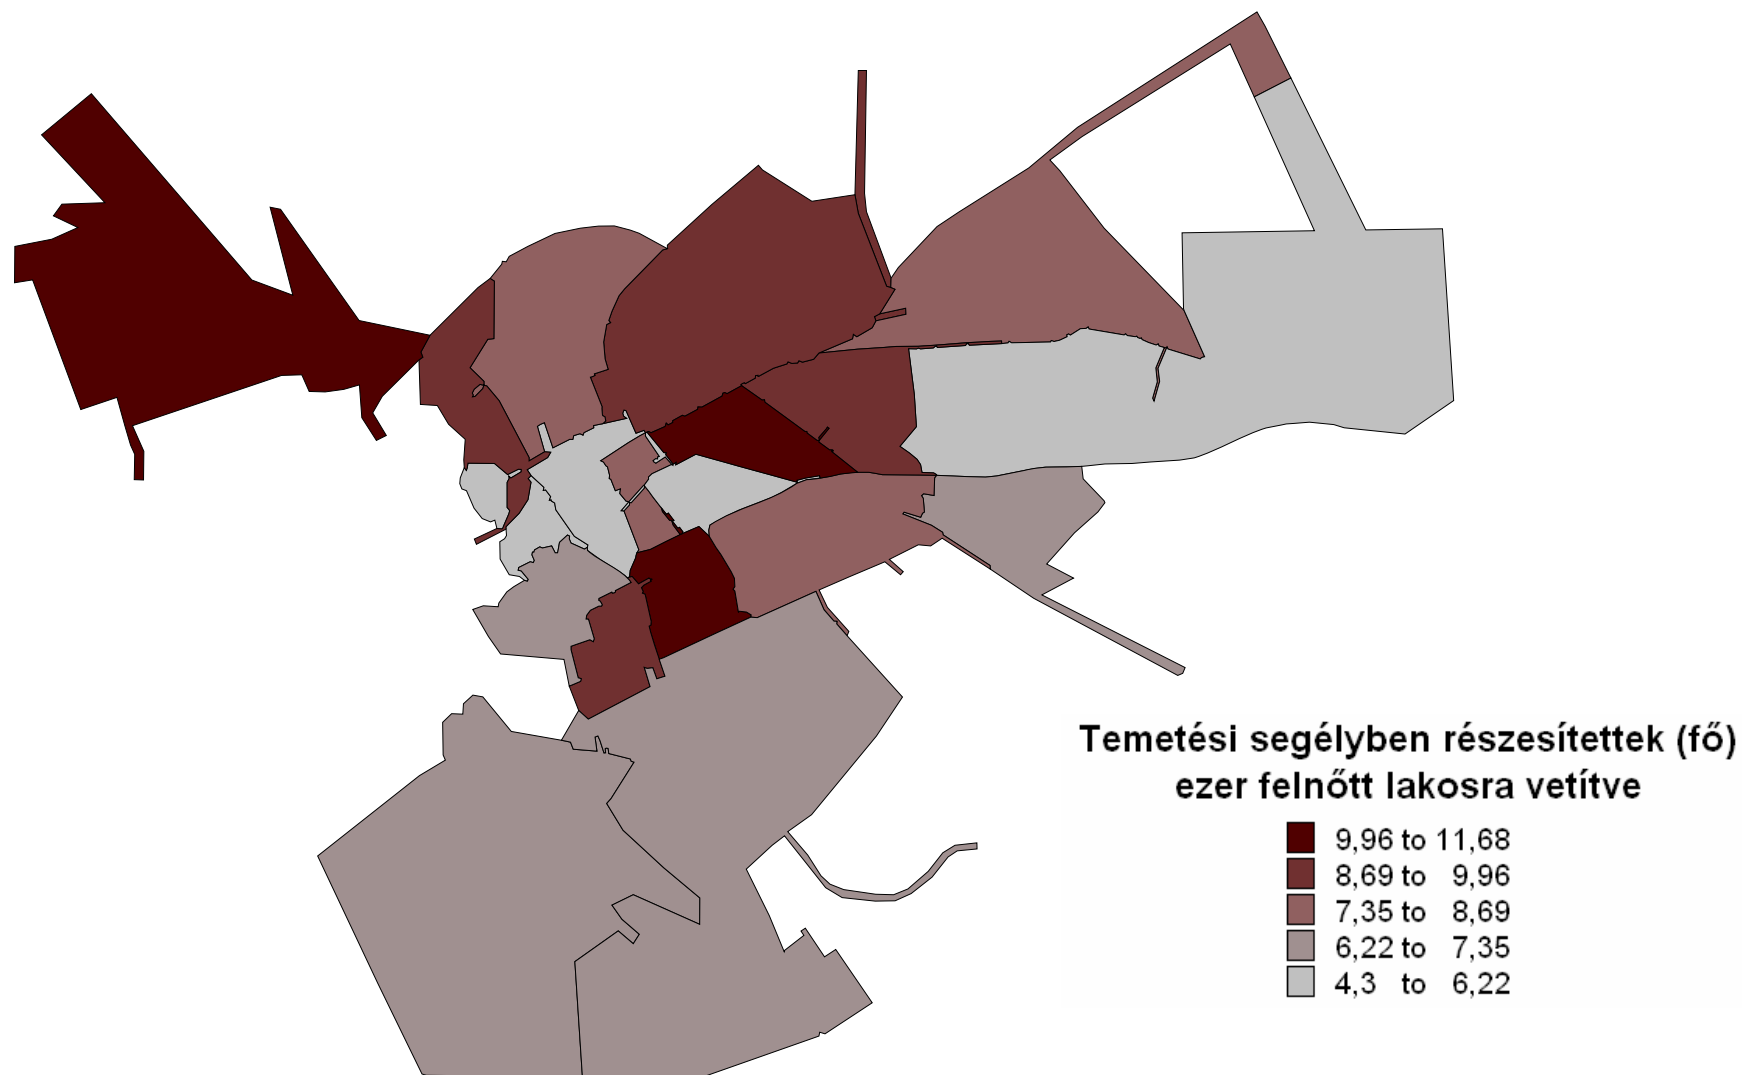 Temetési segélyben részesítettek (fő)
ezer felnőtt lakosra vetítve
9,96 to 11,68
8,69 to 9,96
7,35 to 8,69
6,22 to 7,35
4,3 to 6,22